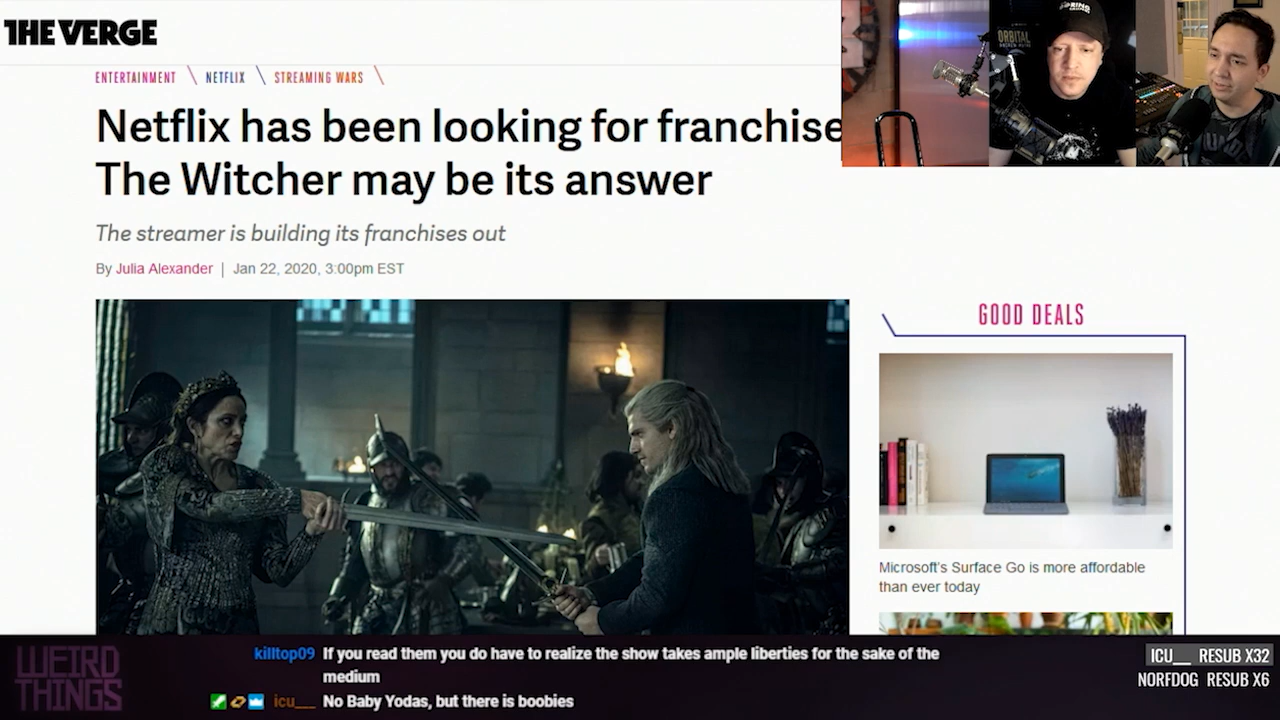 THE VERGE
ENTERTAINMENT \ NETFLIX \ STREAMING WARS \
Netflix has been looking for franchise
The Witcher may be its answer
The streamer is building its franchises out
By Julia Alexander | Jan 22, 2020, 3:00pm EST
GOOD DEALS
Microsoft's Surface Go is more affordable
than ever today
ORBITAL
WEIRD
THINGS
killtop09 If you read them you do have to realize the show takes ample liberties for the sake of the
medium
icu__ No Baby Yodas, but there is boobies
ICU__ RESUB X32
NORFDOG RESUB X6